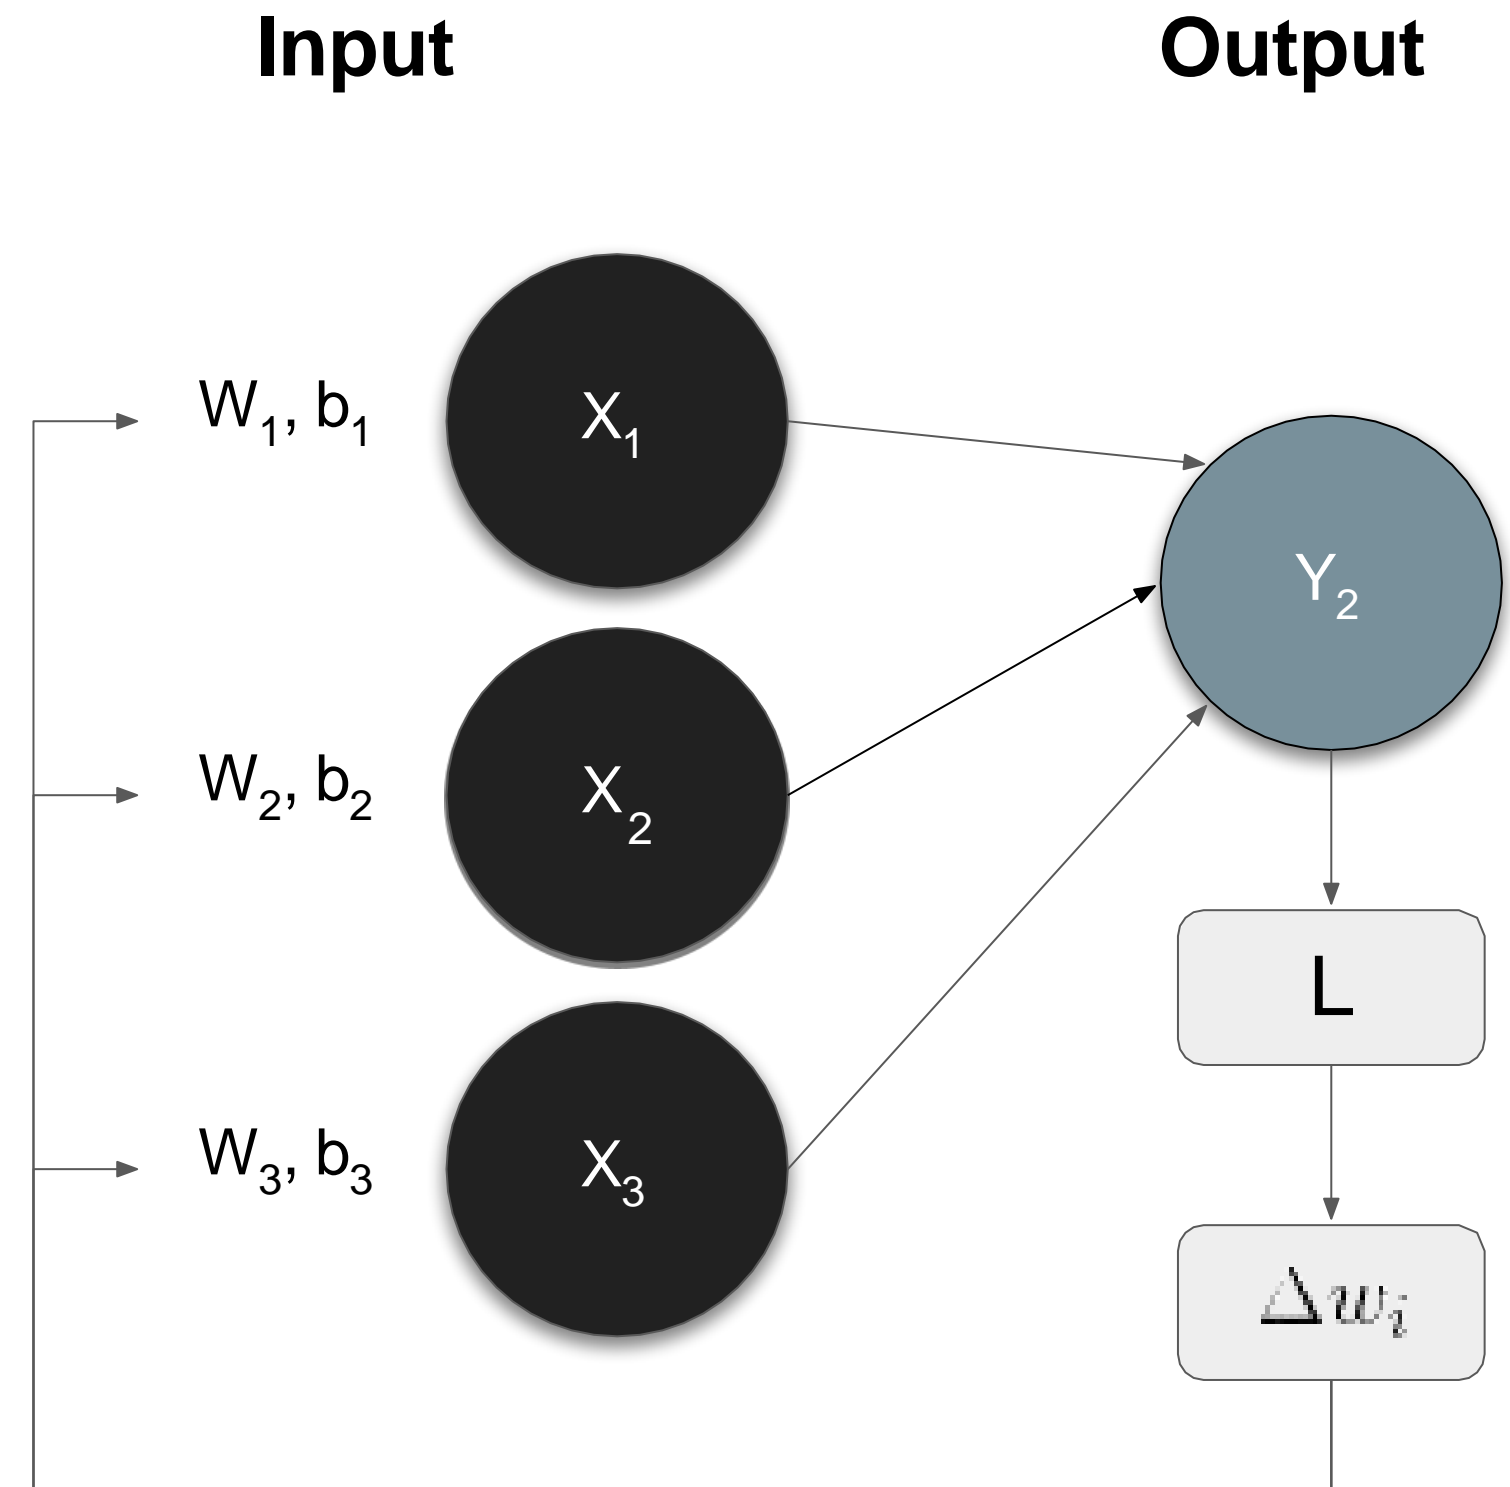 Input Output
W₁, b₁ X₁
Y₂
W₂, b₂ X₂
L
W₃, b₃ X₃
Δwᵢ